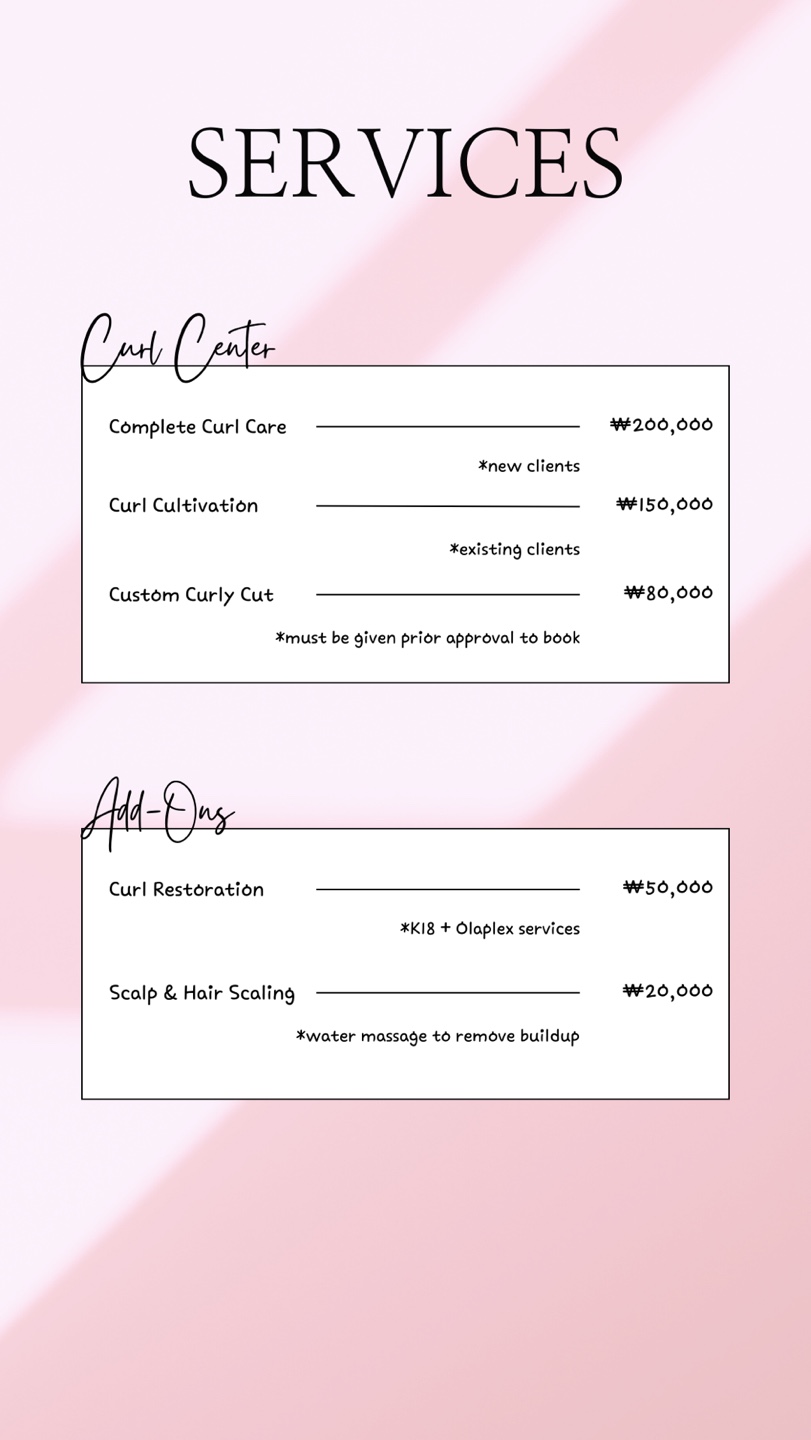 SERVICES
Curl Center
Complete Curl Care ₩200,000
*new clients
Curl Cultivation ₩150,000
*existing clients
Custom Curly Cut ₩80,000
*must be given prior approval to book
Add-Ons
Curl Restoration ₩50,000
*K18 + Olaplex services
Scalp & Hair Scaling ₩20,000
*water massage to remove buildup